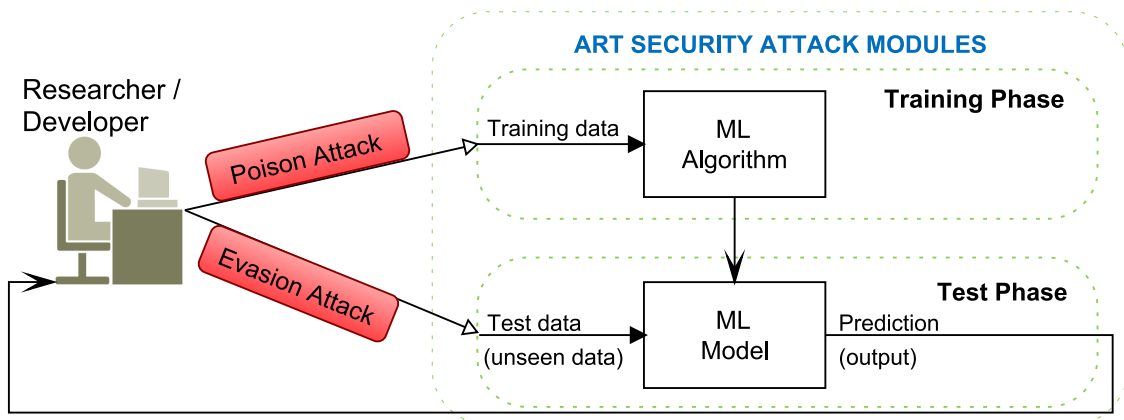 ART SECURITY ATTACK MODULES
Researcher /
Developer
Poison Attack
Evasion Attack
Training Phase
Training data
ML
Algorithm
Test Phase
Test data
(unseen data)
ML
Model
Prediction
(output)